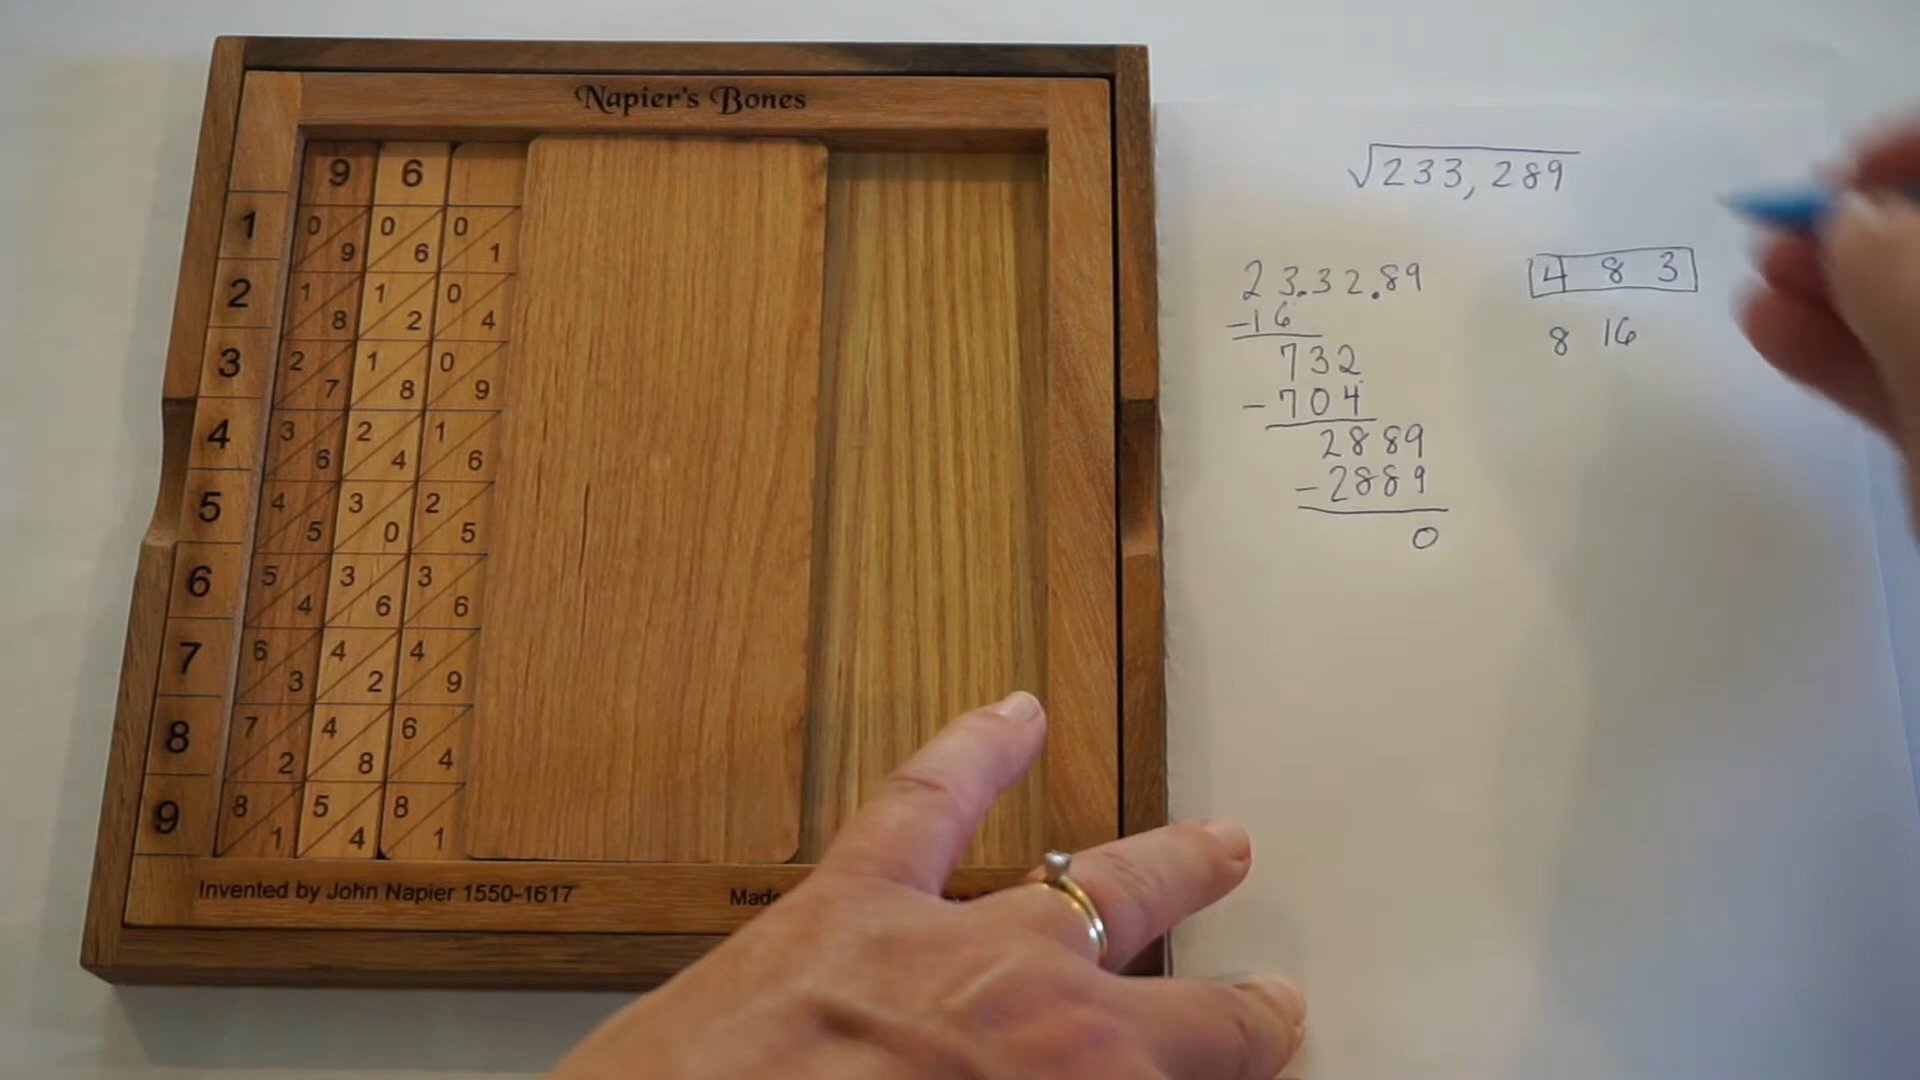 Napier's Bones
9 6
1 0 9 0 6 0 1
2 1 8 1 2 0 4
3 2 7 1 8 0 9
4 3 6 2 4 1 6
5 4 5 3 0 2 5
6 5 4 3 6 3 6
7 6 3 4 2 4 9
8 7 2 4 8 6 4
9 8 1 5 4 8 1
Invented by John Napier 1550-1617
Made
√233,289
23.32.89
-16
732
-704
2889
-2889
0
4 8 3
8 16